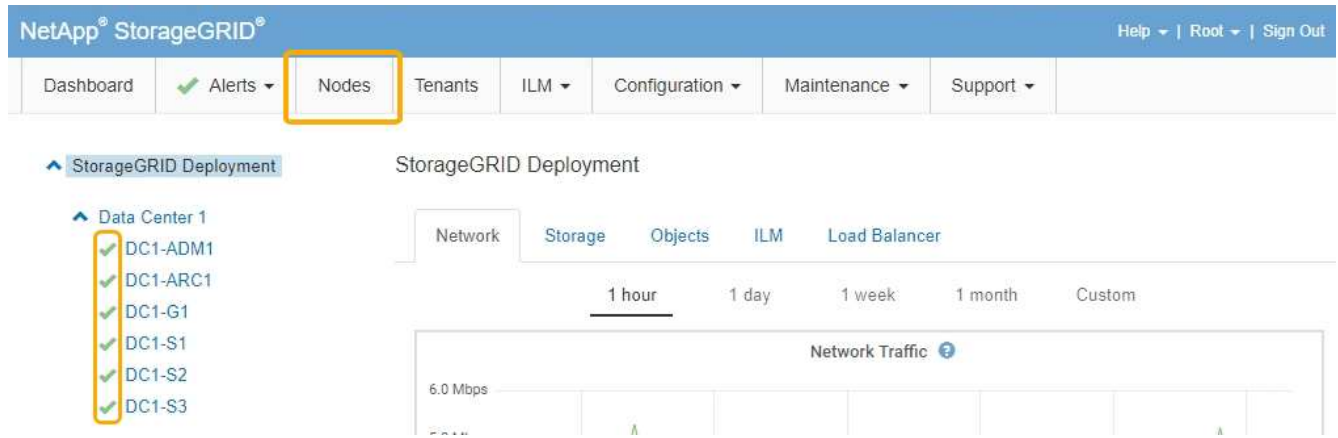 NetApp® StorageGRID®
Help | Root | Sign Out
Dashboard Alerts Nodes Tenants ILM Configuration Maintenance Support
StorageGRID Deployment
Data Center 1
DC1-ADM1
DC1-ARC1
DC1-G1
DC1-S1
DC1-S2
DC1-S3
StorageGRID Deployment
Network Storage Objects ILM Load Balancer
1 hour 1 day 1 week 1 month Custom
Network Traffic ?
6.0 Mbps